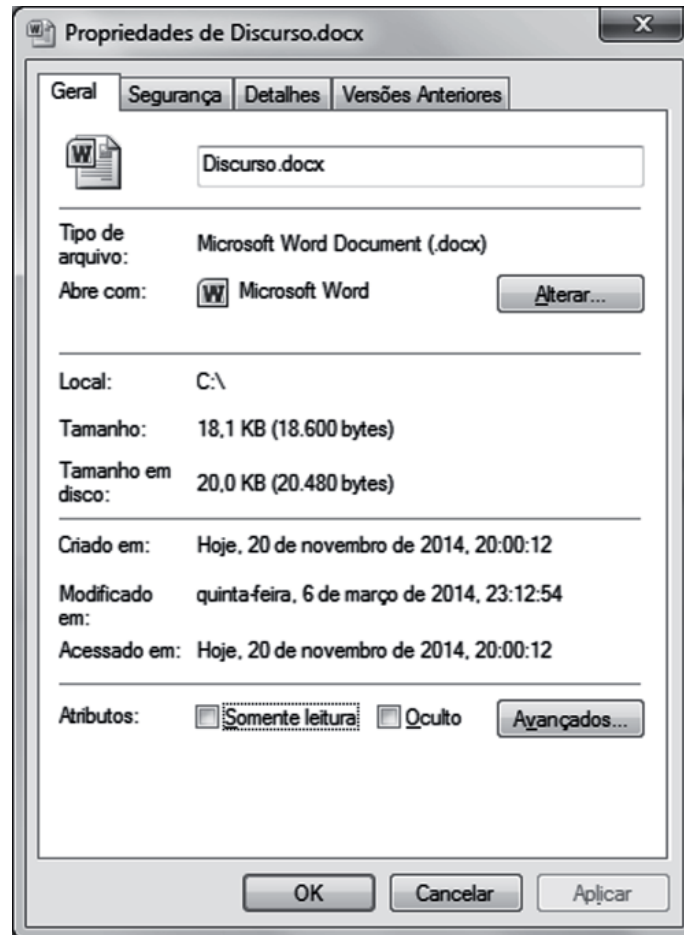 Propriedades de Discurso.docx
X
Geral Segurança Detalhes Versões Anteriores
Discurso.docx
Tipo de
arquivo:
Microsoft Word Document (.docx)
Abre com: Microsoft Word Alterar...
Local: C:\
Tamanho: 18,1 KB (18.600 bytes)
Tamanho em
disco:
20,0 KB (20.480 bytes)
Criado em: Hoje, 20 de novembro de 2014, 20:00:12
Modificado
em:
quinta-feira, 6 de março de 2014, 23:12:54
Acessado em: Hoje, 20 de novembro de 2014, 20:00:12
Atributos: Somente leitura Oculto Avançados...
OK Cancelar Aplicar